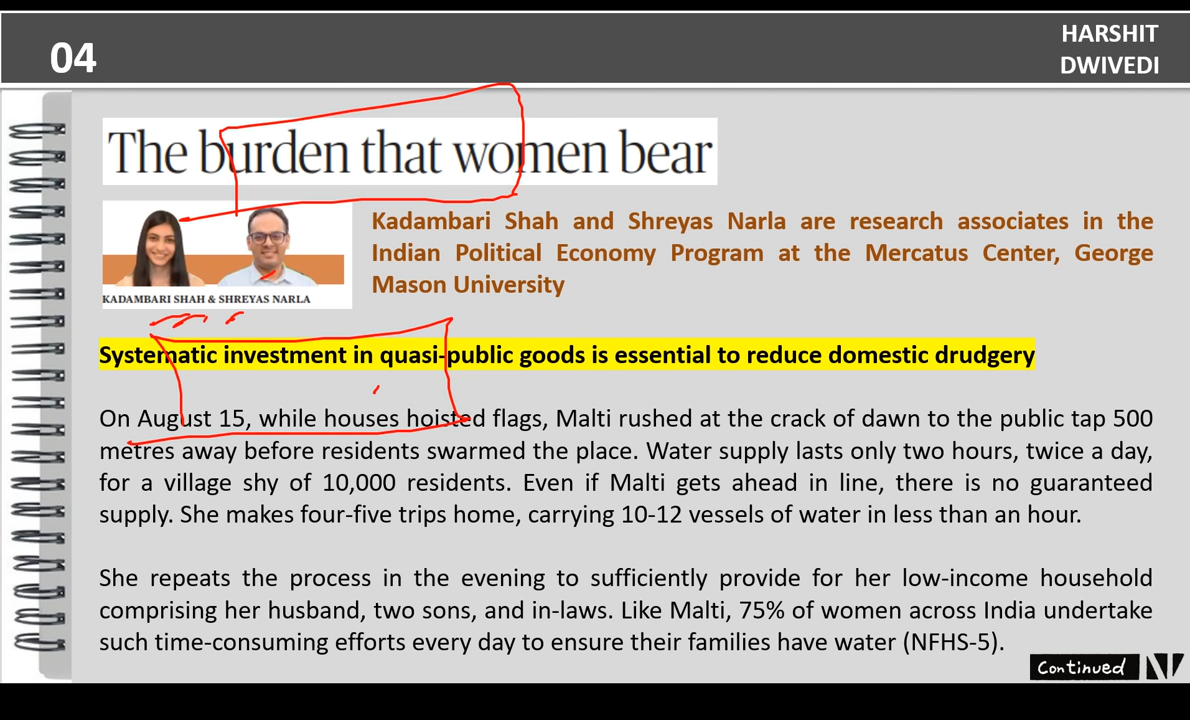 04
HARSHIT
DWIVEDI
The burden that women bear
KADAMBARI SHAH & SHREYAS NARLA
Kadambari Shah and Shreyas Narla are research associates in the
Indian Political Economy Program at the Mercatus Center, George
Mason University
Systematic investment in quasi-public goods is essential to reduce domestic drudgery
On August 15, while houses hoisted flags, Malti rushed at the crack of dawn to the public tap 500
metres away before residents swarmed the place. Water supply lasts only two hours, twice a day,
for a village shy of 10,000 residents. Even if Malti gets ahead in line, there is no guaranteed
supply. She makes four-five trips home, carrying 10-12 vessels of water in less than an hour.
She repeats the process in the evening to sufficiently provide for her low-income household
comprising her husband, two sons, and in-laws. Like Malti, 75% of women across India undertake
such time-consuming efforts every day to ensure their families have water (NFHS-5).
Continued